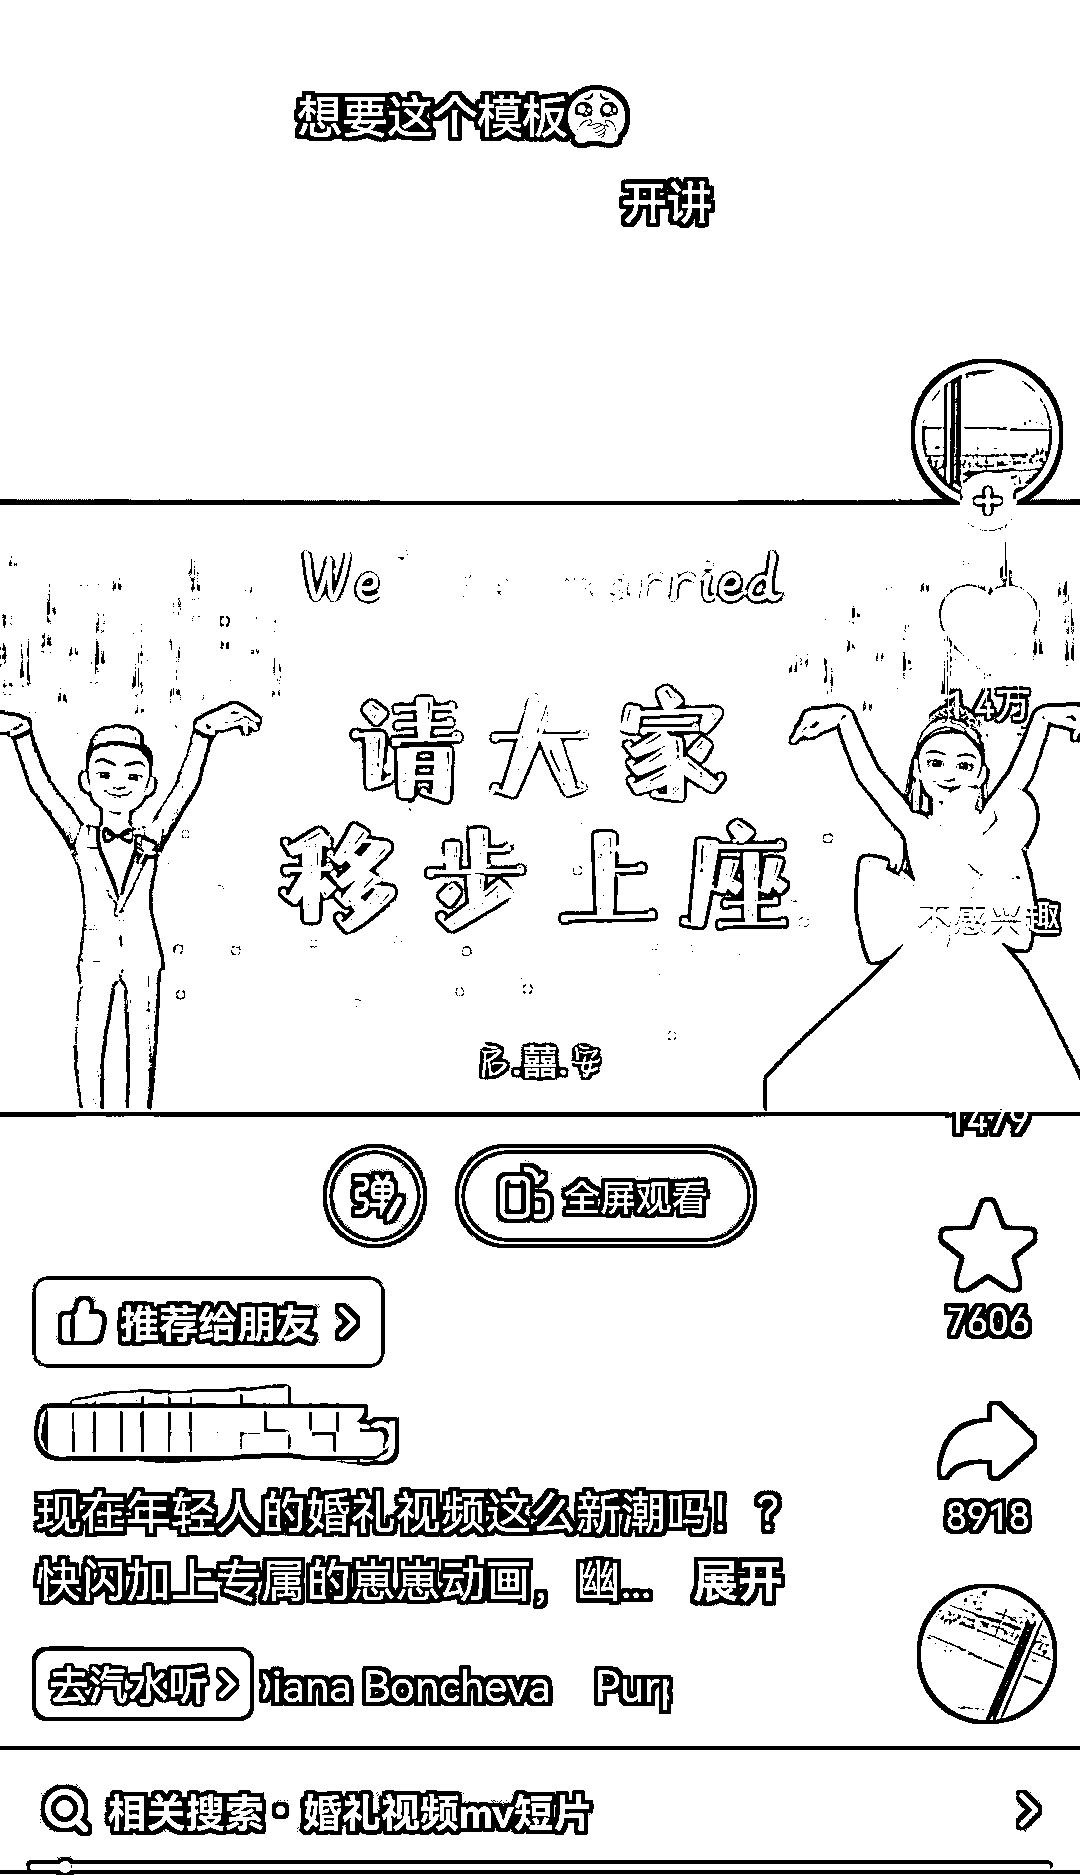 想要这个模板
开讲
We married
1.4万
请大家
移步上座
不感兴趣
囍
1479
弹 全屏观看
7606
推荐给朋友
8918
现在年轻人的婚礼视频这么新潮吗！？
快闪加上专属的崽崽动画，幽... 展开
去汽水听 iana Boncheva Pur
相关搜索·婚礼视频mv短片